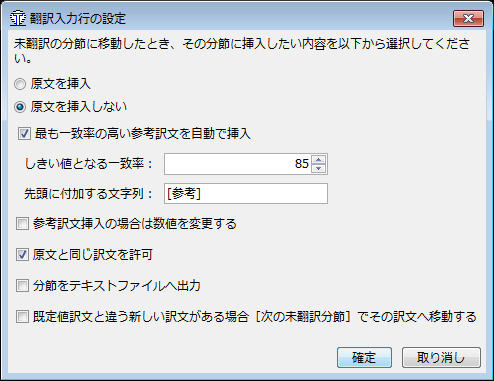 翻訳入力行の設定
未翻訳の分節に移動したとき、その分節に挿入したい内容を以下から選択してくださ
い。
原文を挿入
原文を挿入しない
最も一致率の高い参考訳文を自動で挿入
しきい値となる一致率： 85
先頭に付加する文字列： [参考]
参考訳文挿入の場合は数値を変更する
原文と同じ訳文を許可
分節をテキストファイルへ出力
既定値訳文と違う新しい訳文がある場合［次の未翻訳分節］でその訳文へ移動する
確定 取り消し